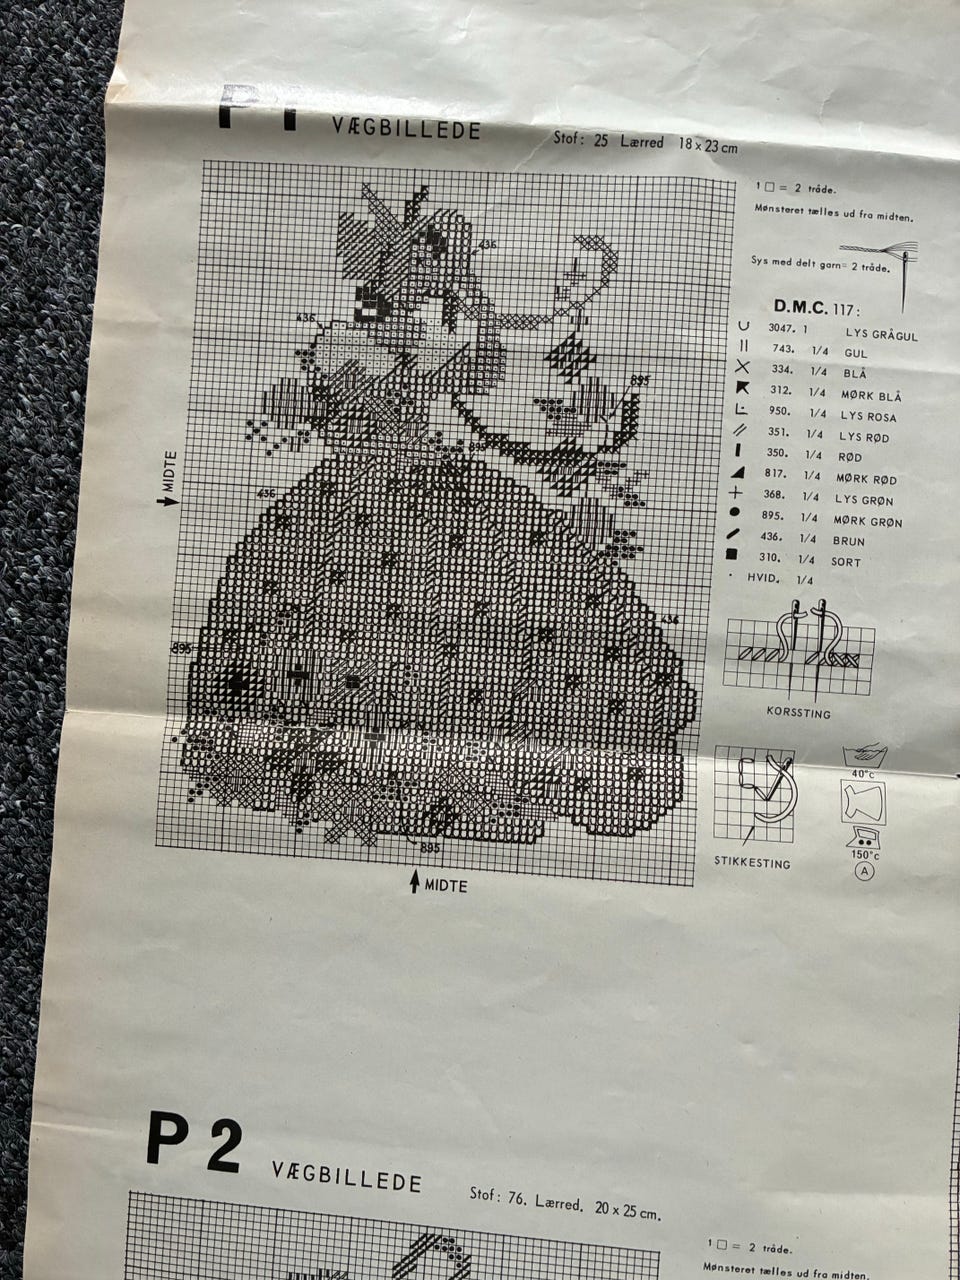 P1 VÆGBILLEDE Stof: 25 Lærred 18 x 23 cm
1 □ = 2 tråde.
Mønsteret tælles ud fra midten.
Sys med delt garn = 2 tråde.
D.M.C. 117:
3047. 1 LYS GRÅGUL
743. 1/4 GUL
334. 1/4 BLÅ
312. 1/4 MØRK BLÅ
950. 1/4 LYS ROSA
351. 1/4 LYS RØD
350. 1/4 RØD
817. 1/4 MØRK RØD
368. 1/4 LYS GRØN
895. 1/4 MØRK GRØN
436. 1/4 BRUN
310. 1/4 SORT
HVID. 1/4
436
436
895
895
436
436
895
895
MIDTE
MIDTE
KORSSTING
STIKKESTING
40°c
150°c
A
P 2 VÆGBILLEDE Stof: 76. Lærred. 20 x 25 cm.
1 □ = 2 tråde.
Mønsteret tælles ud fra midten.